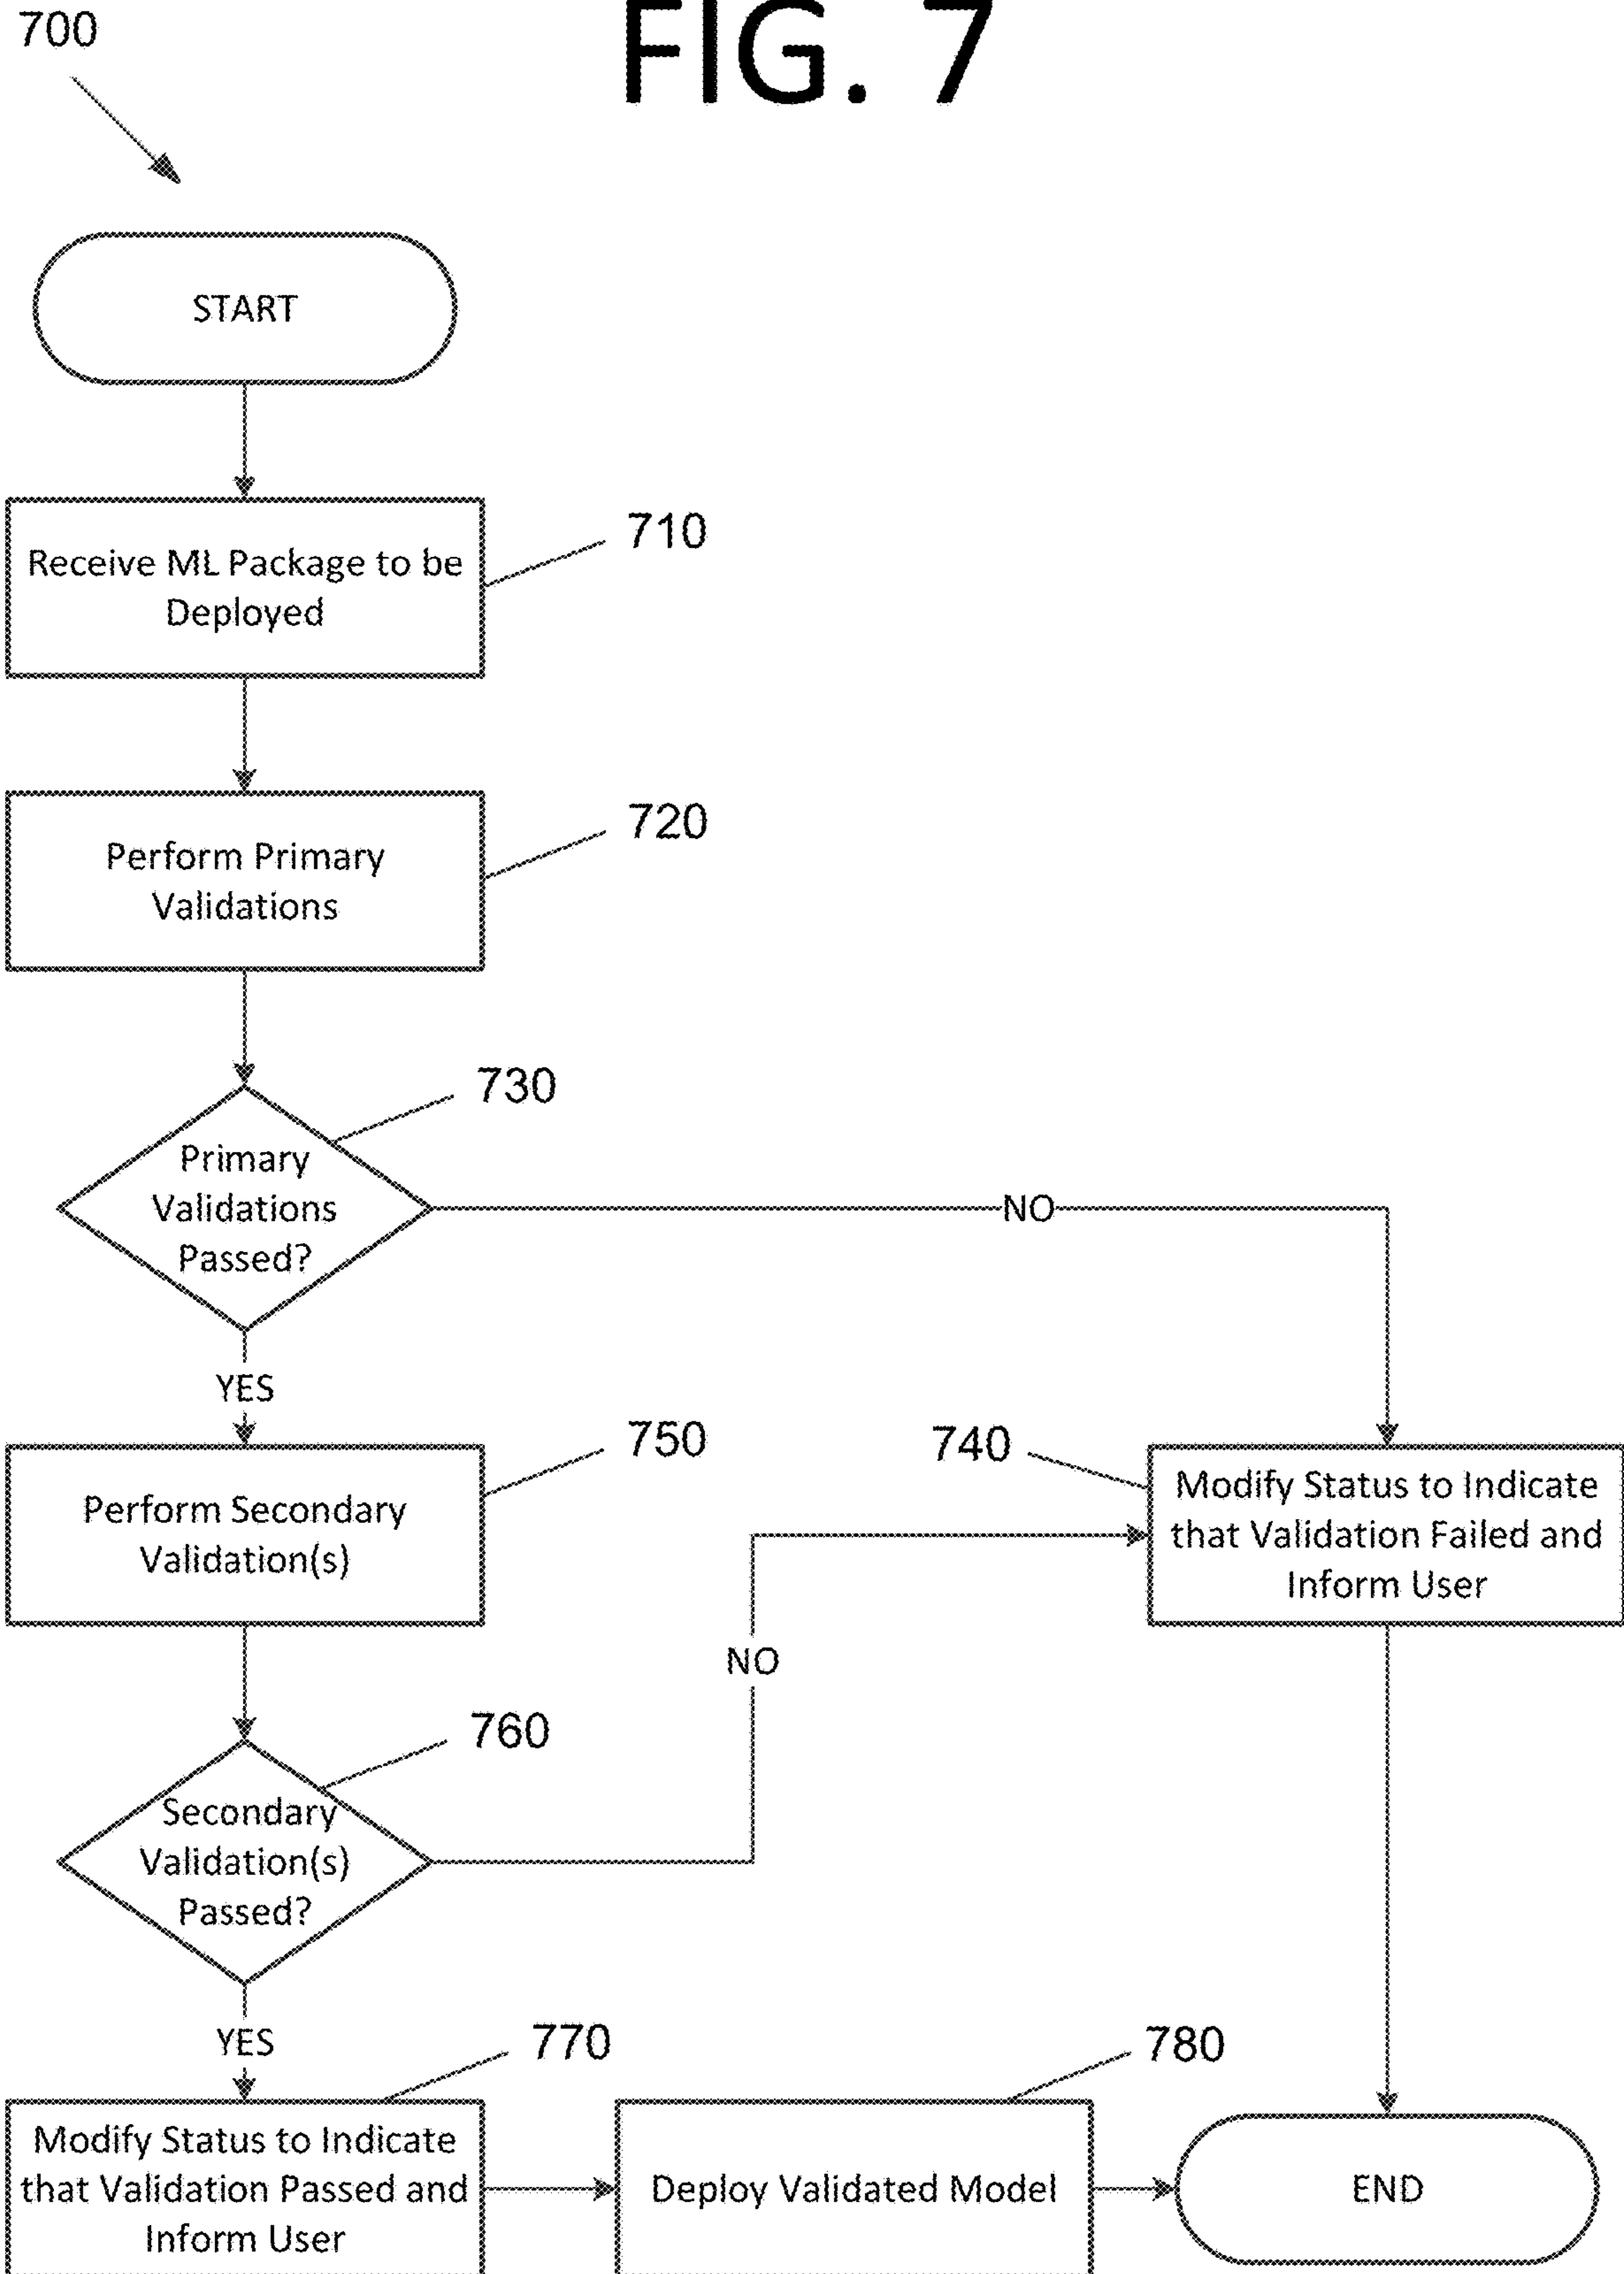 700
FIG. 7
START
710
Receive ML Package to be
Deployed
720
Perform Primary
Validations
730
Primary
Validations
Passed?
NO
YES
750
740
Perform Secondary
Validation(s)
Modify Status to Indicate
that Validation Failed and
Inform User
NO
760
Secondary
Validation(s)
Passed?
YES
770
780
Modify Status to Indicate
that Validation Passed and
Inform User
Deploy Validated Model
END